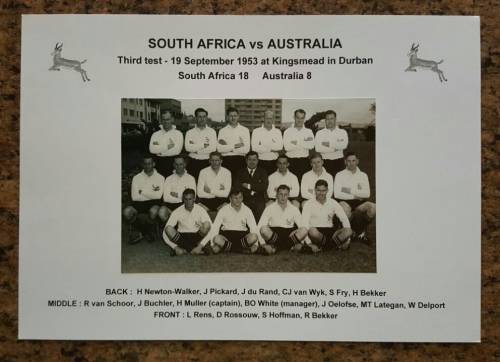 SOUTH AFRICA vs AUSTRALIA
Third test - 19 September 1953 at Kingsmead in Durban
South Africa 18 Australia 8
BACK : H Newton-Walker, J Pickard, J du Rand, CJ van Wyk, S Fry, H Bekker
MIDDLE : R van Schoor, J Buchler, H Muller (captain), BO White (manager), J Oelofse, MT Lategan, W Delport
FRONT : L Rens, D Rossouw, S Hoffman, R Bekker